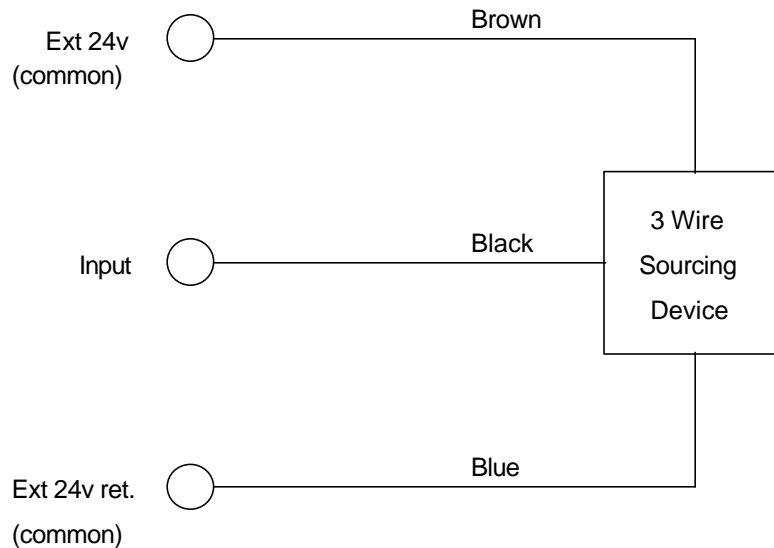 Brown
Ext 24v
(common)
3 Wire
Black
Input
Sourcing
Device
Blue
Ext 24v ret.
(common)